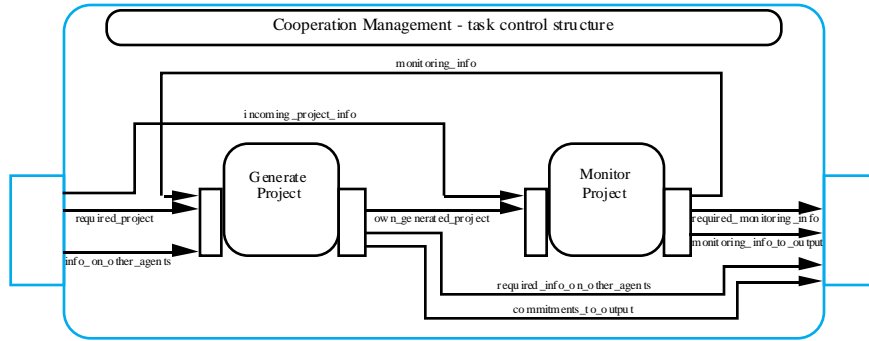 Cooperation Management - task control structure
monitoring_info
incoming_project_info
Generate
Project
Monitor
Project
required_project
own_generated_project
required_monitoring_info
monitoring_info_to_output
info_on_other_agents
required_info_on_other_agents
commitments_to_output